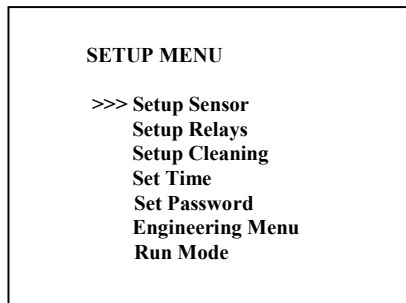 SETUP MENU
>>> Setup Sensor
Setup Relays
Setup Cleaning
Set Time
Set Password
Engineering Menu
Run Mode